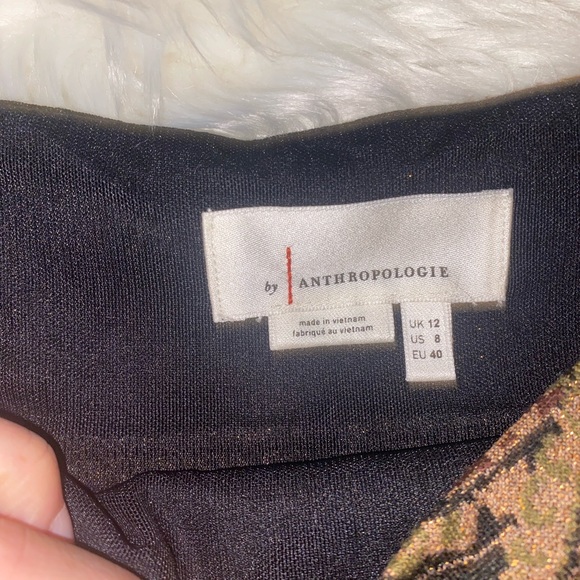 by ANTHROPOLOGIE
made in vietnam
fabriqué au vietnam
UK 12
US 8
EU 40